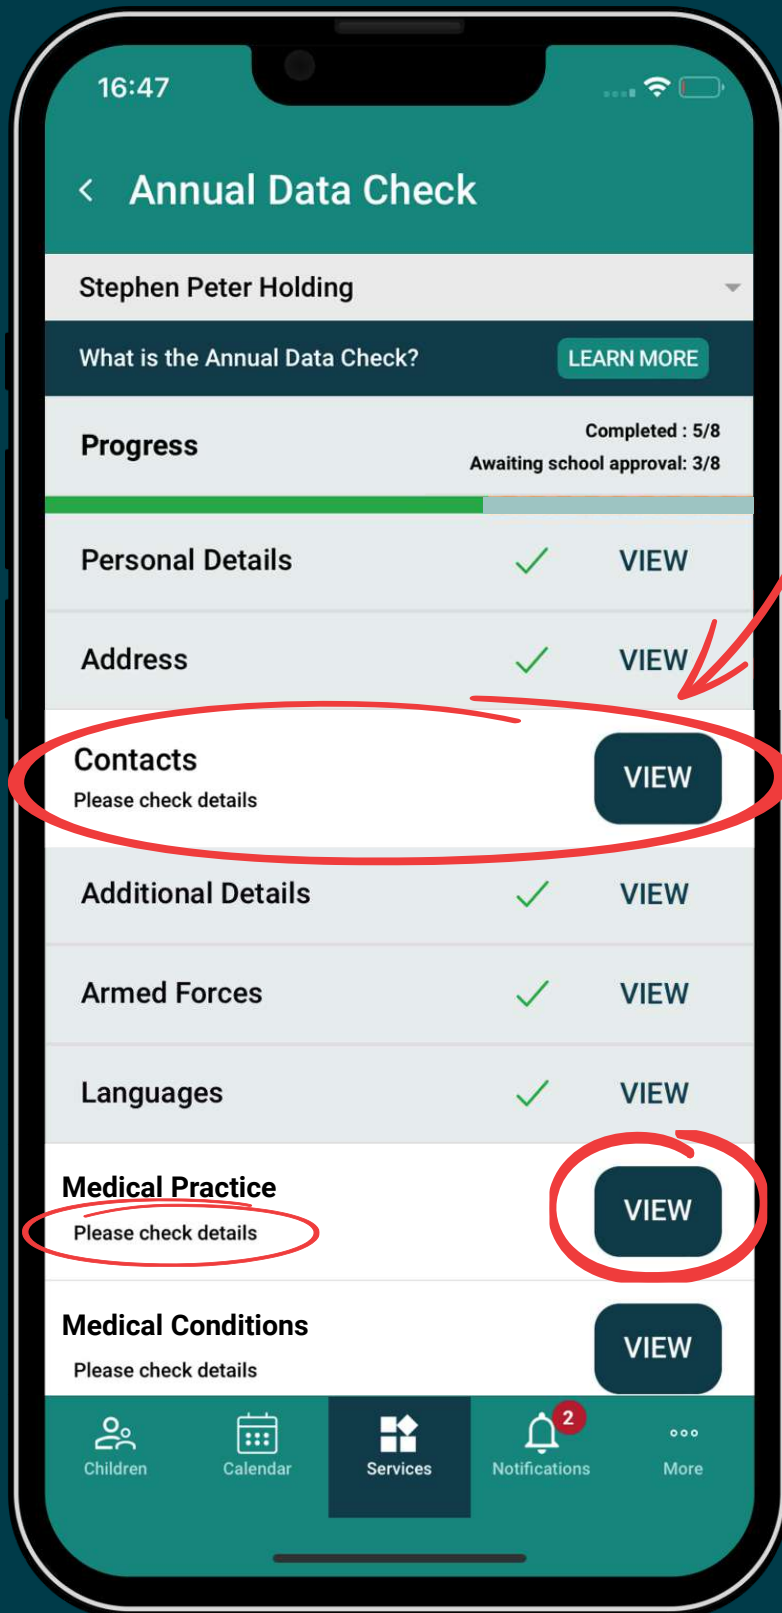 16:47
Annual Data Check
Stephen Peter Holding
What is the Annual Data Check? LEARN MORE
Progress
Completed : 5/8
Awaiting school approval: 3/8
Personal Details VIEW
Address VIEW
Contacts
Please check details
VIEW
Additional Details VIEW
Armed Forces VIEW
Languages VIEW
Medical Practice
Please check details
VIEW
Medical Conditions
Please check details
VIEW
2
Children Calendar Services Notifications More